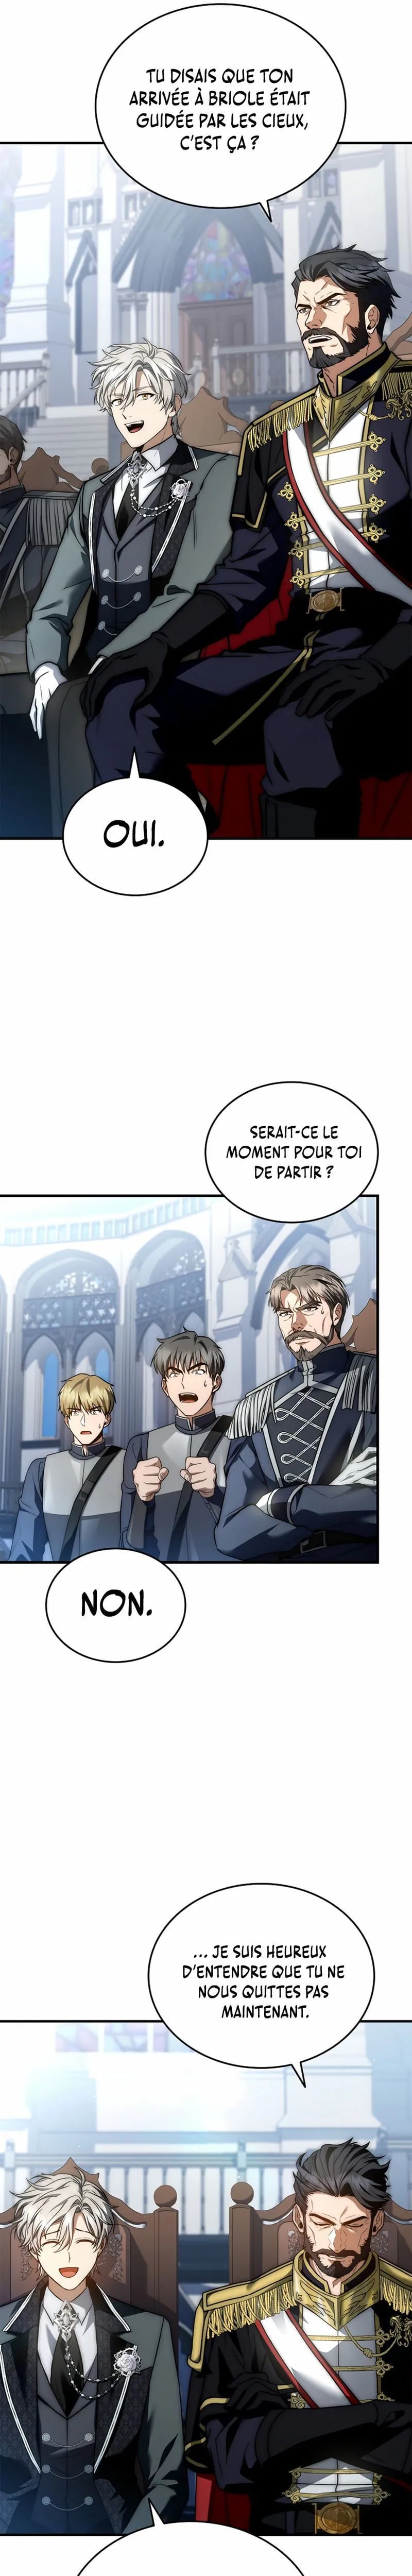 TU DISAIS QUE TON
ARRIVÉE À BRIOLE ÉTAIT
GUIDÉE PAR LES CIEUX,
C'EST ÇA ?
OUI.
SERAIT-CE LE
MOMENT POUR TOI
DE PARTIR ?
NON.
... JE SUIS HEUREUX
D'ENTENDRE QUE TU NE
NOUS QUITTES PAS
MAINTENANT.